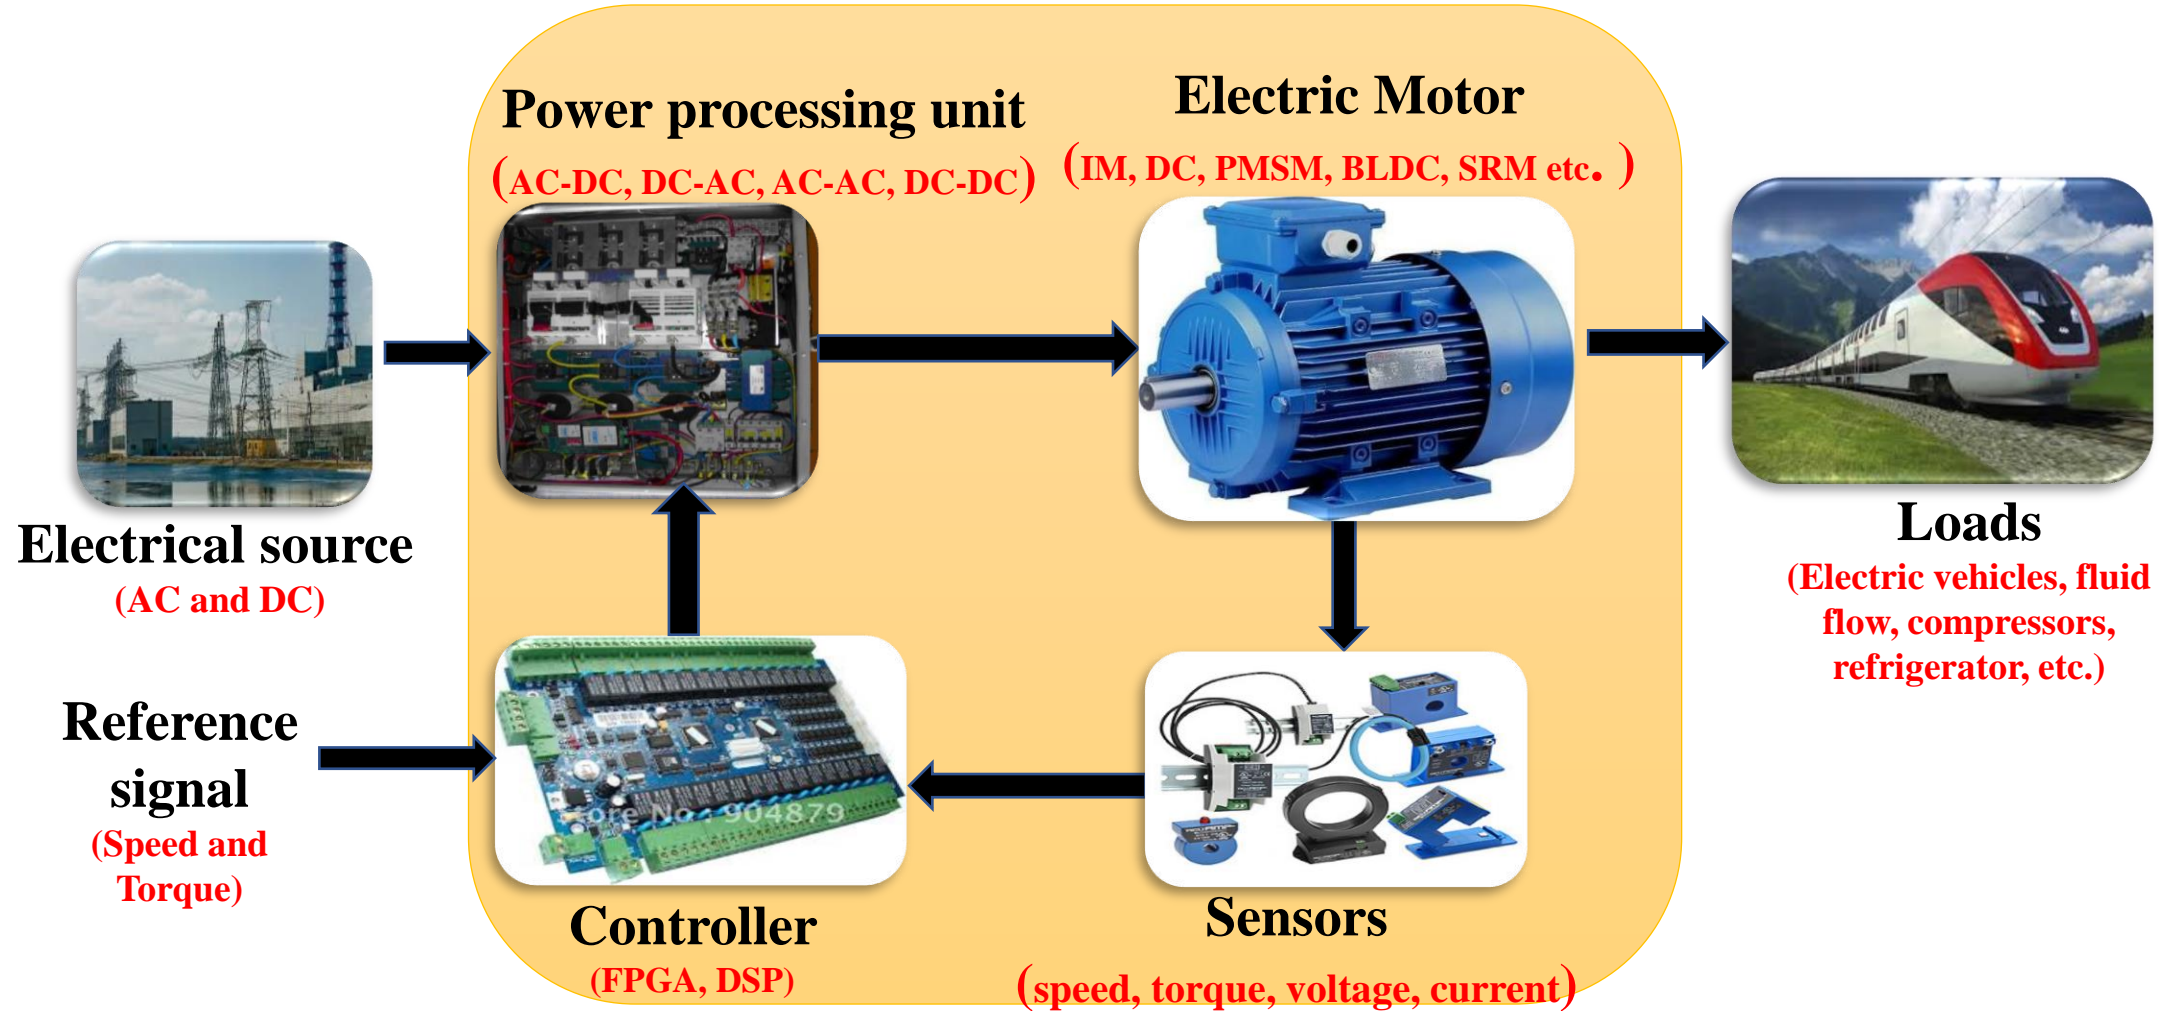 Power processing unit
(AC-DC, DC-AC, AC-AC, DC-DC)
Electric Motor
(IM, DC, PMSM, BLDC, SRM etc. )
Electrical source
(AC and DC)
Loads
(Electric vehicles, fluid
flow, compressors,
refrigerator, etc.)
Reference
signal
(Speed and
Torque)
904879
Controller
(FPGA, DSP)
Sensors
(speed, torque, voltage, current)